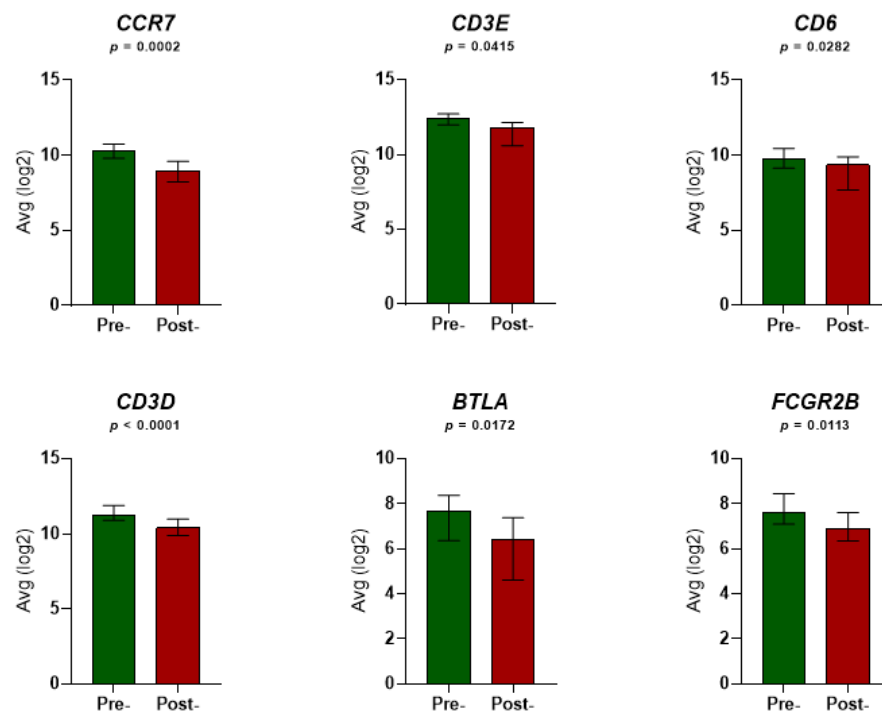 CCR7
p = 0.0002
15
10
5
0
Avg (log2)
Pre- Post-
CD3E
p = 0.0415
15
10
5
0
Avg (log2)
Pre- Post-
CD6
p = 0.0282
15
10
5
0
Avg (log2)
Pre- Post-
CD3D
p < 0.0001
15
10
5
0
Avg (log2)
Pre- Post-
BTLA
p = 0.0172
10
8
6
4
2
0
Avg (log2)
Pre- Post-
FCGR2B
p = 0.0113
10
8
6
4
2
0
Avg (log2)
Pre- Post-